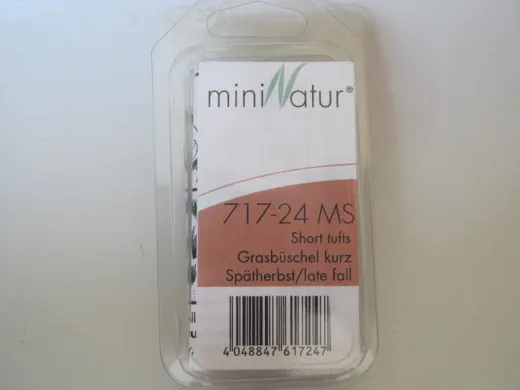 miniNatur®
717-24 MS
Short tufts
Grasbüschel kurz
Spätherbst/late fall
4 048847 617247